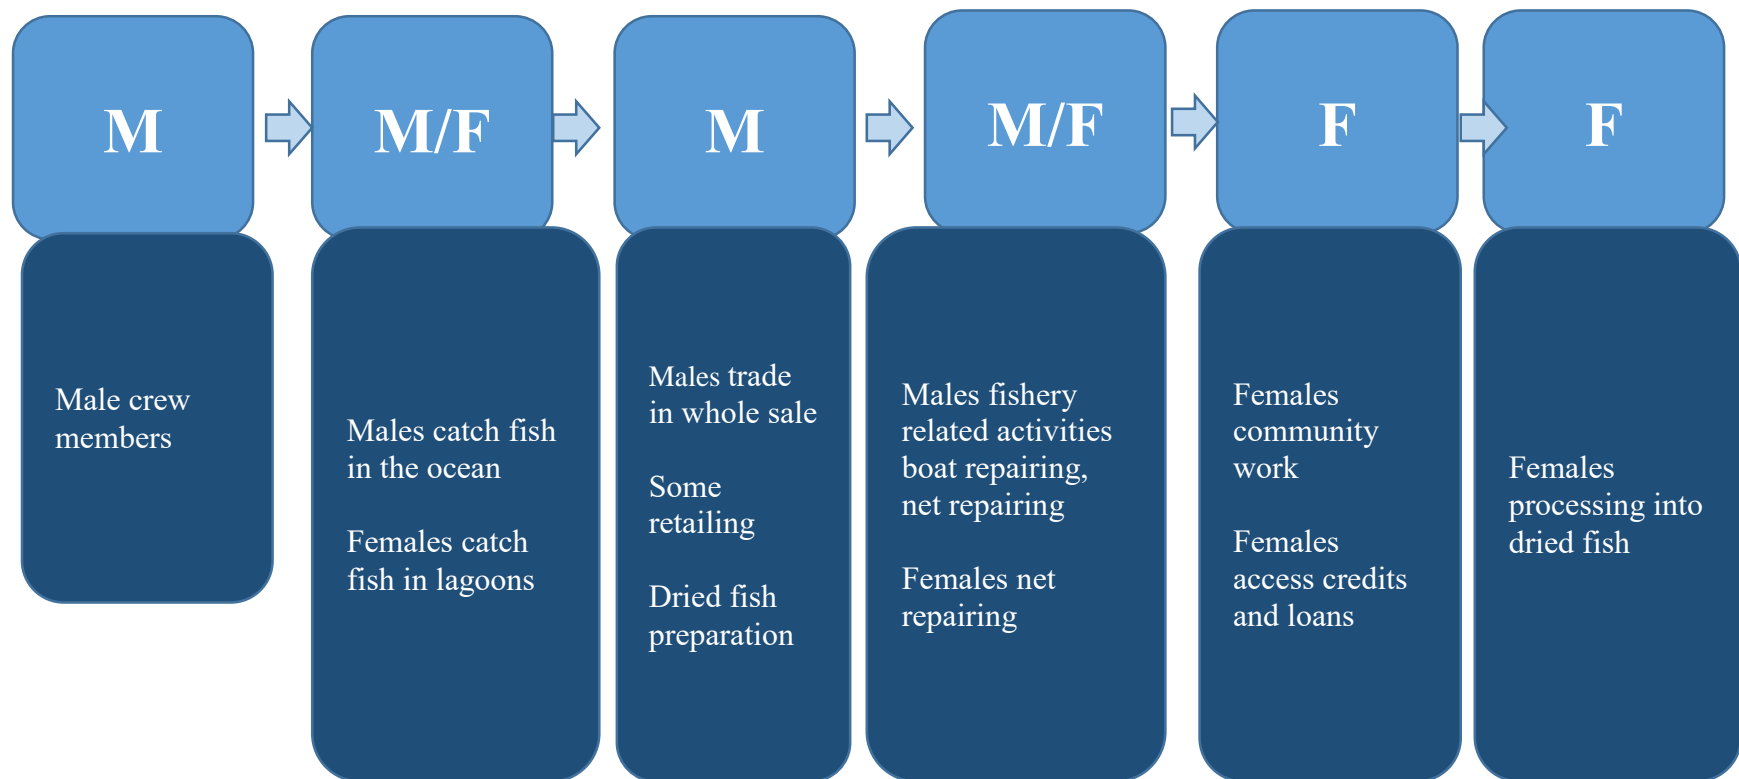 M
M/F
M
M/F
F
F
Male crew
members
Males catch fish
in the ocean
Females catch
fish in lagoons
Males trade
in whole sale
Some
retailing
Dried fish
preparation
Males fishery
related activities
boat repairing,
net repairing
Females net
repairing
Females
community
work
Females
access credits
and loans
Females
processing into
dried fish